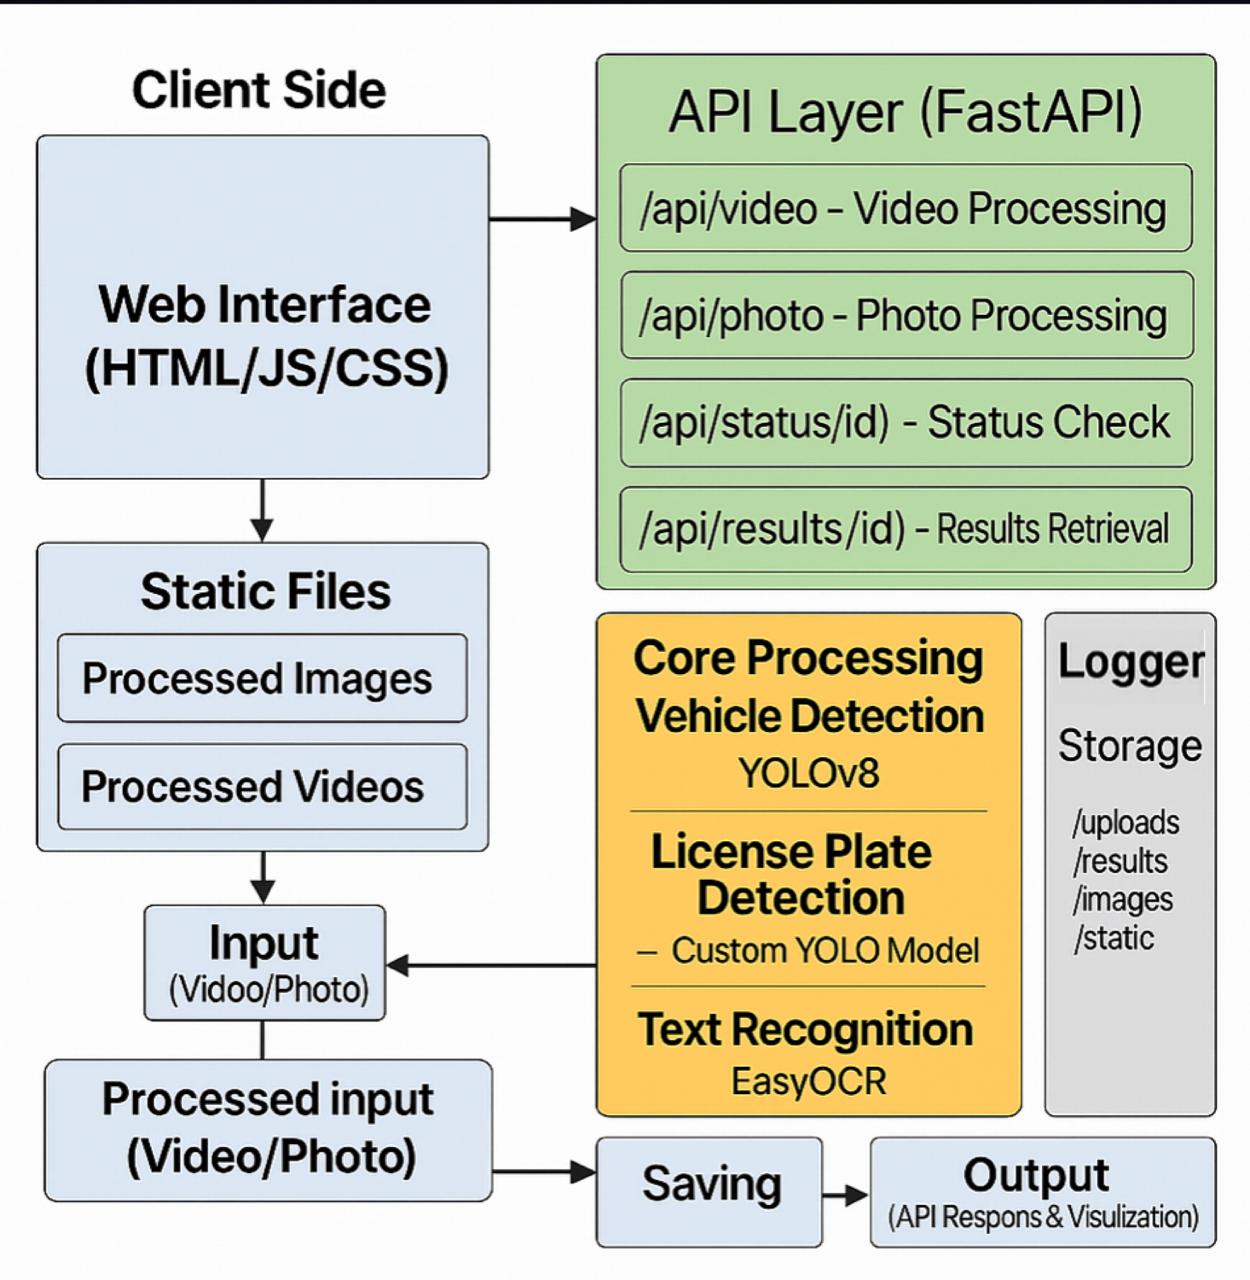 Client Side
Web Interface
(HTML/JS/CSS)
Static Files
Processed Images
Processed Videos
Input
(Vidoo/Photo)
Processed input
(Video/Photo)
API Layer (FastAPI)
/api/video - Video Processing
/api/photo - Photo Processing
/api/status/id) - Status Check
/api/results/id) - Results Retrieval
Core Processing
Vehicle Detection
YOLOv8
License Plate
Detection
– Custom YOLO Model
Text Recognition
EasyOCR
Logger
Storage
/uploads
/results
/images
/static
Saving
Output
(API Respons & Visulization)